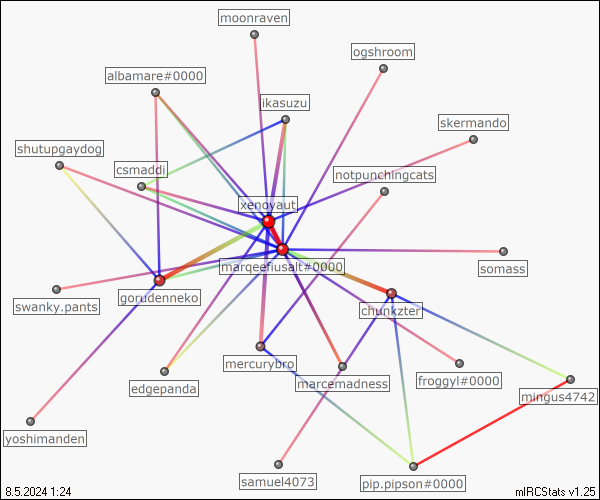 moonraven
ogshroom
albamare#0000
ikasuzu
skermando
shutupgaydog
csmaddi
notpunchingcats
xenovaut
marqeefiusalt#0000
somass
swanky.pants
gorudenneko
chunkzter
mercurybro
marcemadness
froggyl#0000
edgepanda
mingus4742
yoshimanden
samuel4073
pip.pipson#0000
8.5.2024 1:24
mIRCStats v1.25